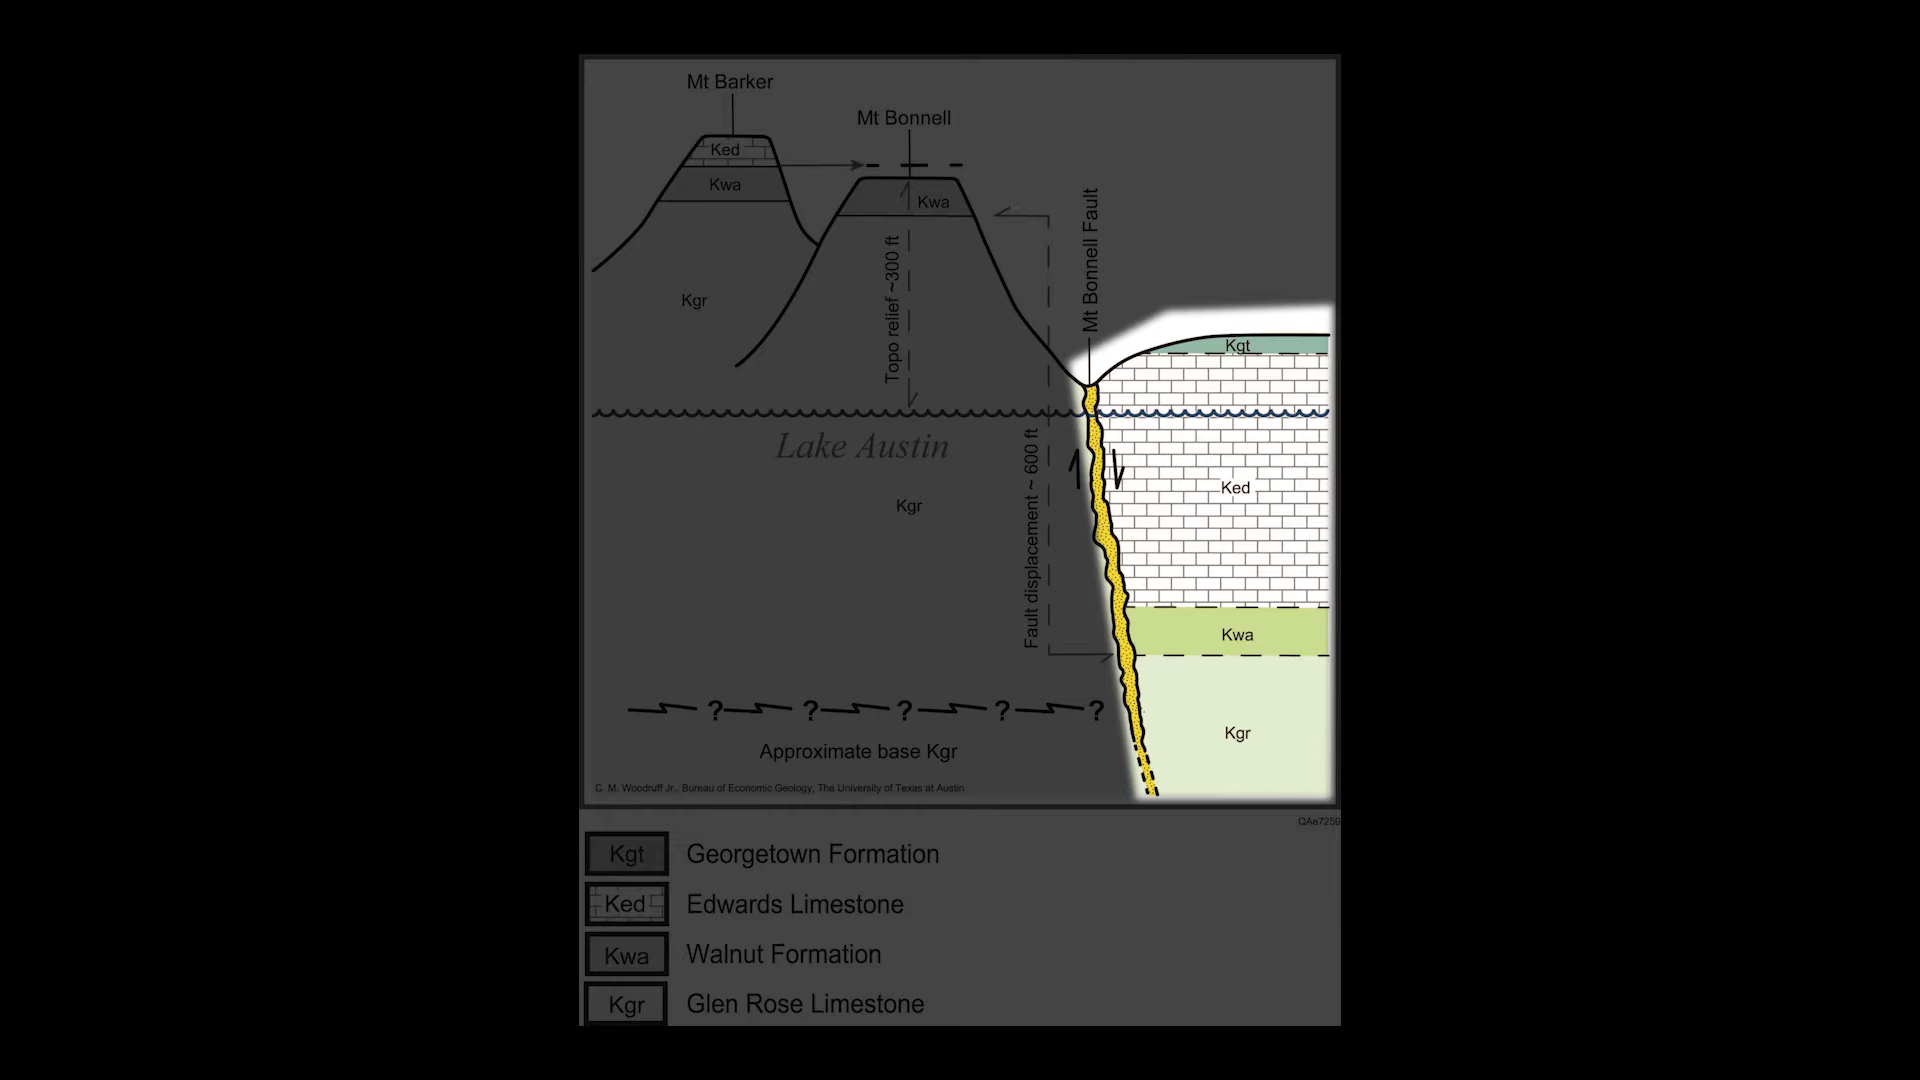 Mt Barker
Mt Bonnell
Ked
Kwa
Kwa
Kgr
Topo relief ~300 ft
Mt Bonnell Fault
Kgt
Lake Austin
Fault displacement ~ 600 ft
Ked
Kgr
Kwa
Kgr
? ? ? ? ?
Approximate base Kgr
C. M. Woodruff Jr., Bureau of Economic Geology, The University of Texas at Austin
QAe7259
Kgt Georgetown Formation
Ked Edwards Limestone
Kwa Walnut Formation
Kgr Glen Rose Limestone